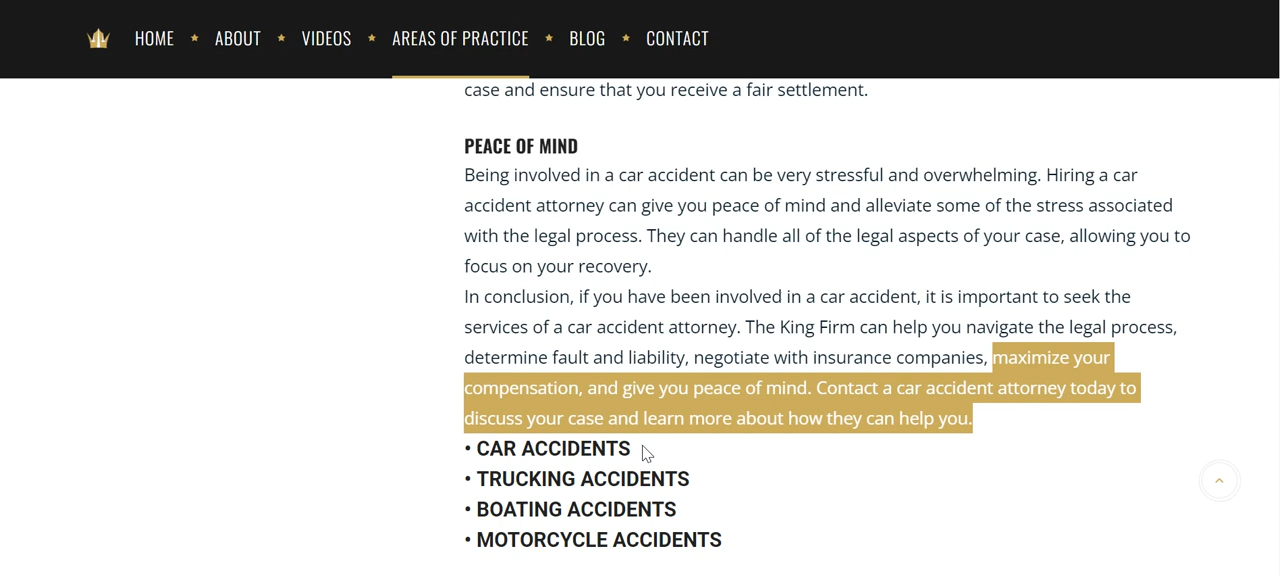 HOME ★ ABOUT ★ VIDEOS ★ AREAS OF PRACTICE ★ BLOG ★ CONTACT
case and ensure that you receive a fair settlement.
PEACE OF MIND
Being involved in a car accident can be very stressful and overwhelming. Hiring a car
accident attorney can give you peace of mind and alleviate some of the stress associated
with the legal process. They can handle all of the legal aspects of your case, allowing you to
focus on your recovery.
In conclusion, if you have been involved in a car accident, it is important to seek the
services of a car accident attorney. The King Firm can help you navigate the legal process,
determine fault and liability, negotiate with insurance companies, maximize your
compensation, and give you peace of mind. Contact a car accident attorney today to
discuss your case and learn more about how they can help you.
• CAR ACCIDENTS
• TRUCKING ACCIDENTS
• BOATING ACCIDENTS
• MOTORCYCLE ACCIDENTS